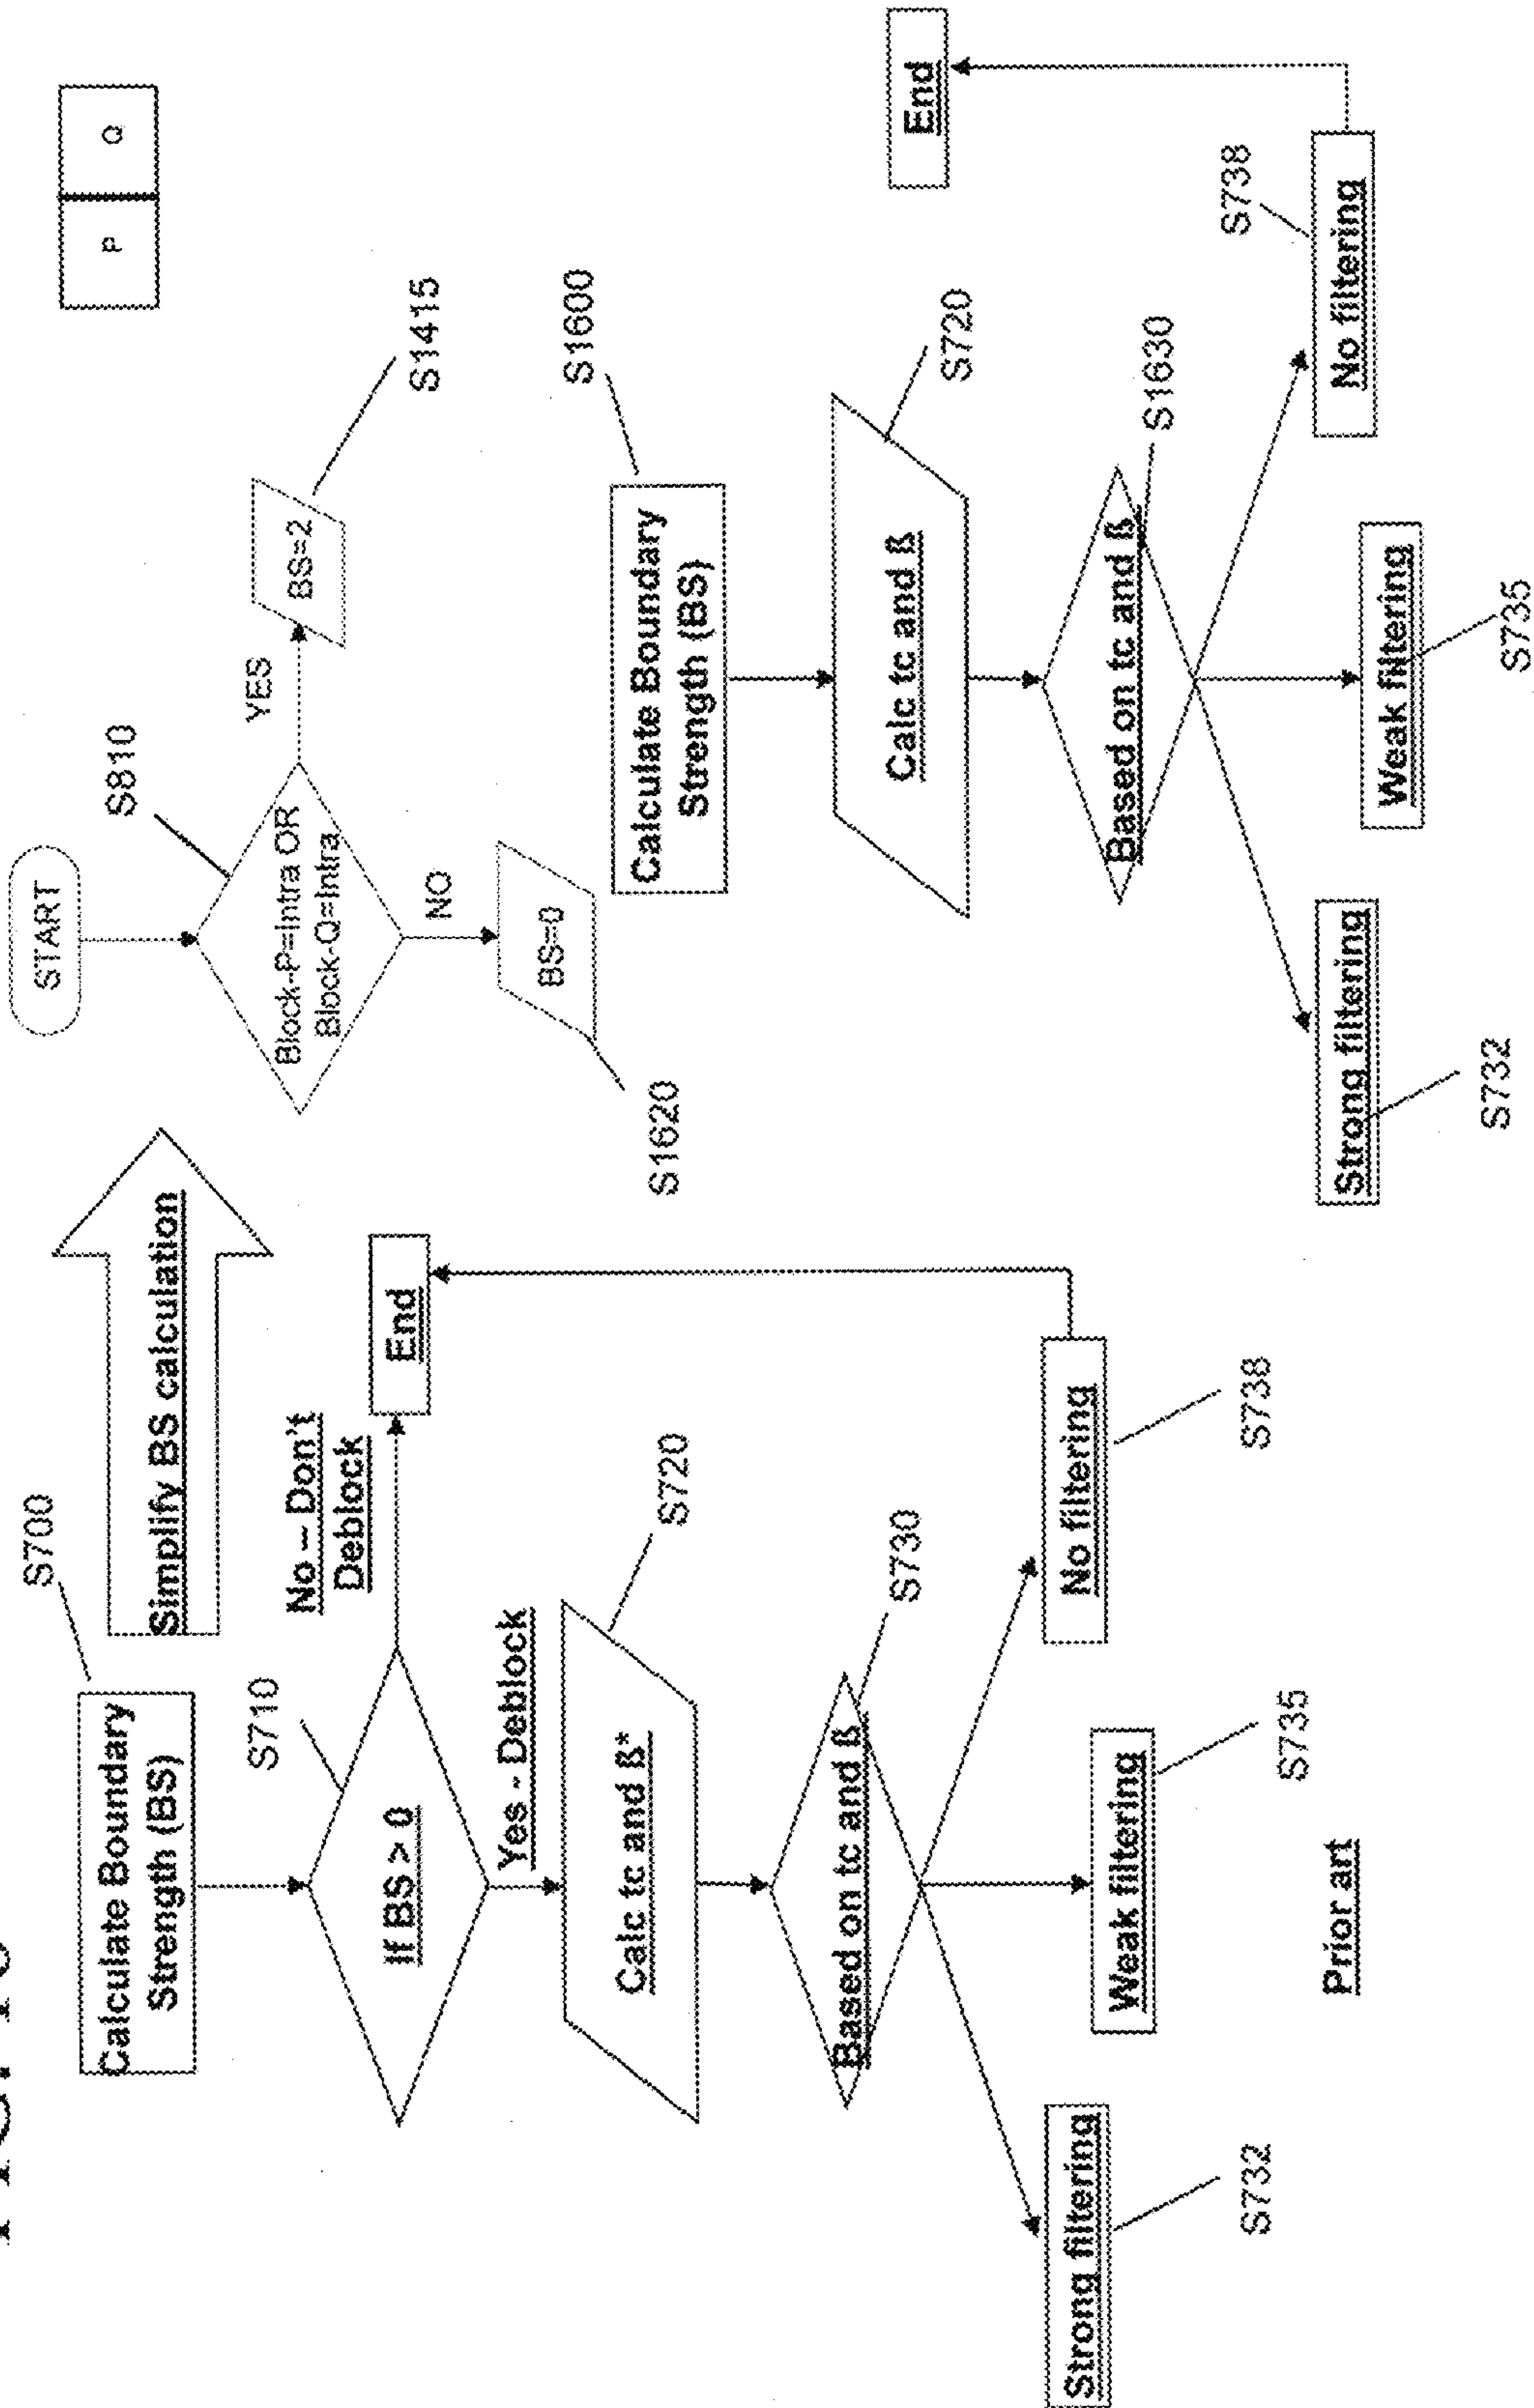 S700
Calculate Boundary
Strength (BS)
Simplify BS calculation
S710
If BS > 0
No – Don't
Deblock
End
Yes - Deblock
S720
Calc tc and ß*
S730
Based on tc and ß
Strong filtering
S732
Weak filtering
S735
No filtering
S738
Prior art
START
P
Q
S810
Block-P=Intra OR
Block-Q=Intra
YES
BS=2
S1415
NO
BS=0
S1620
S1600
Calculate Boundary
Strength (BS)
S720
Calc tc and ß
S1630
Based on tc and ß
Strong filtering
S732
Weak filtering
S735
No filtering
S738
End